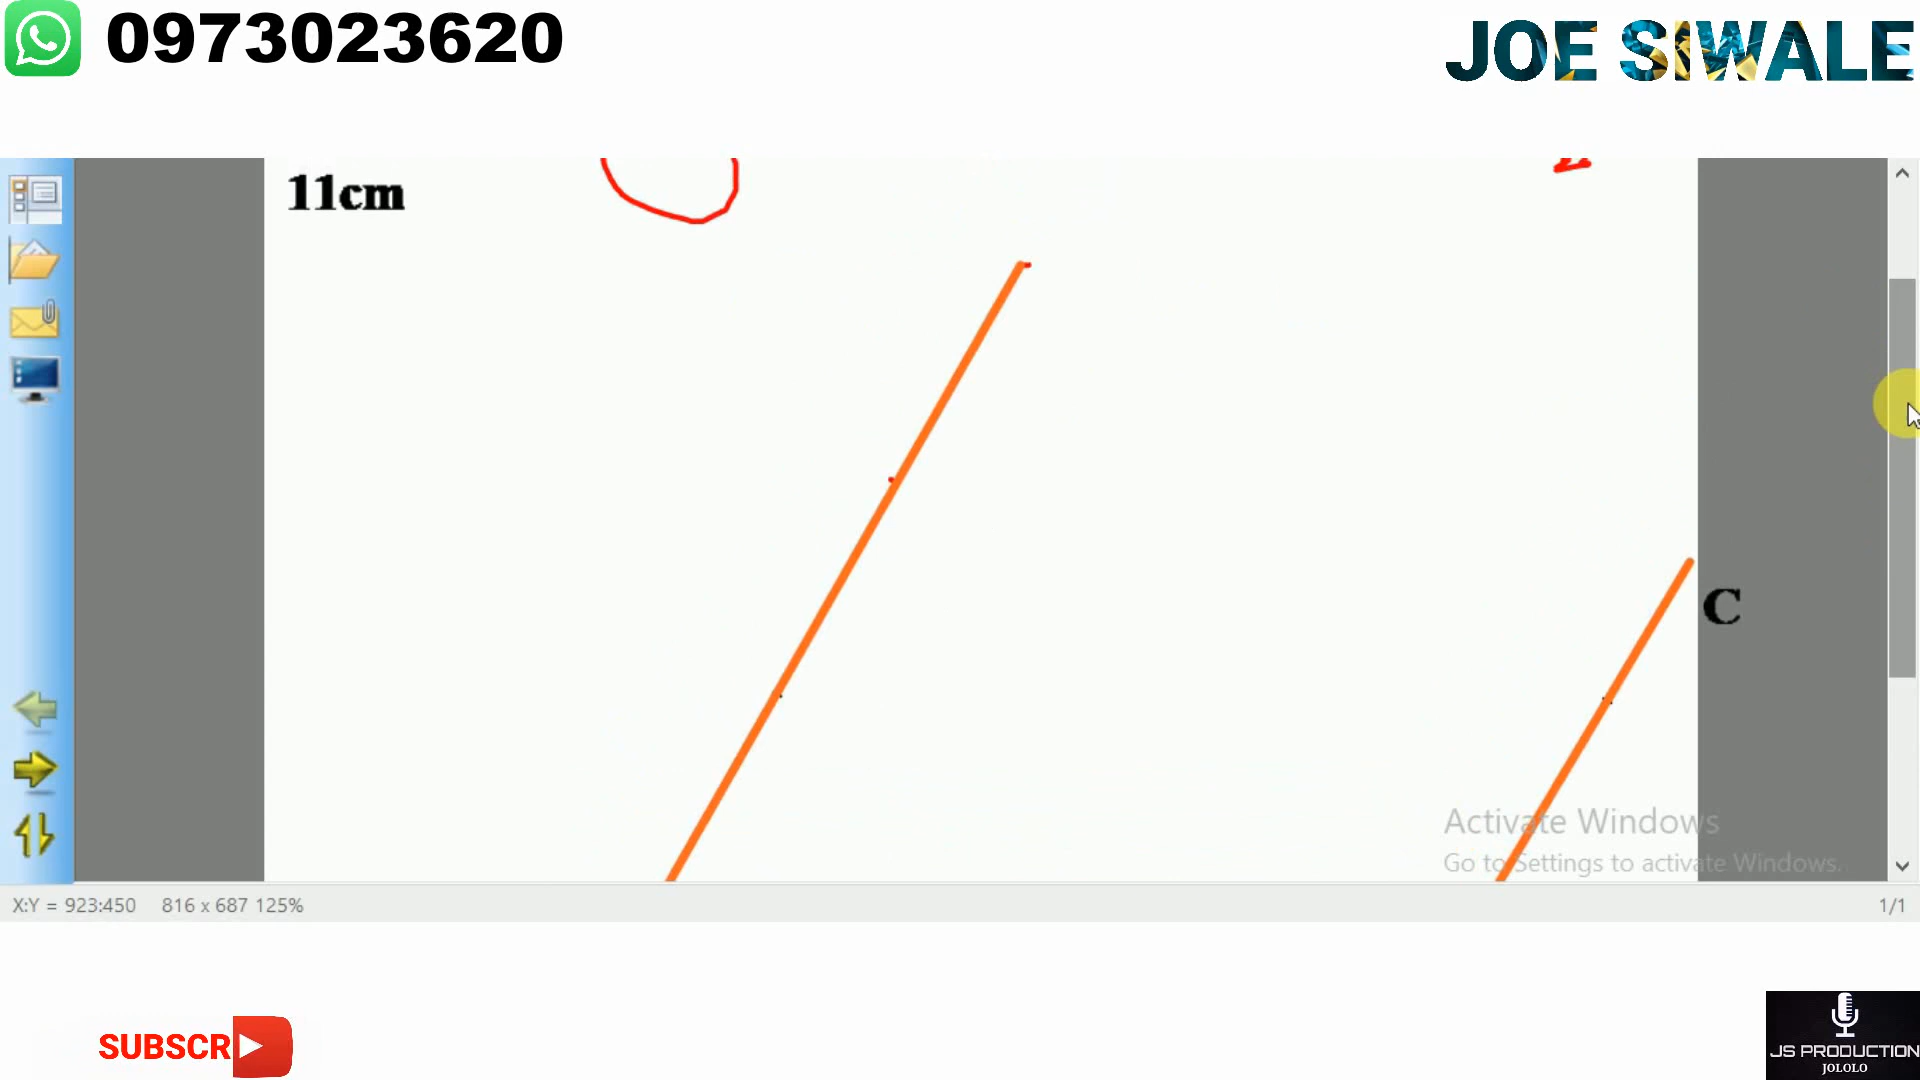 0973023620
JOE SIWALE
11cm
C
Activate Windows
Go to Settings to activate Windows.
X:Y = 923:450 816 x 687 125%
1/1
SUBSCR
JS PRODUCTION
JOLOLO